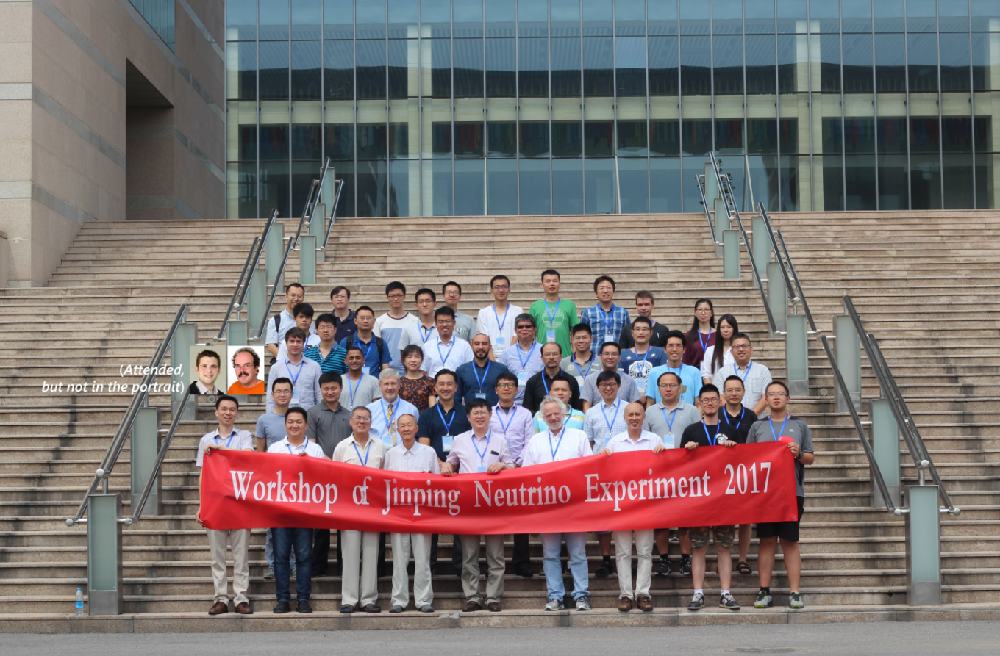 (Attended,
but not in the portrait)
Workshop of Jinping Neutrino Experiment 2017